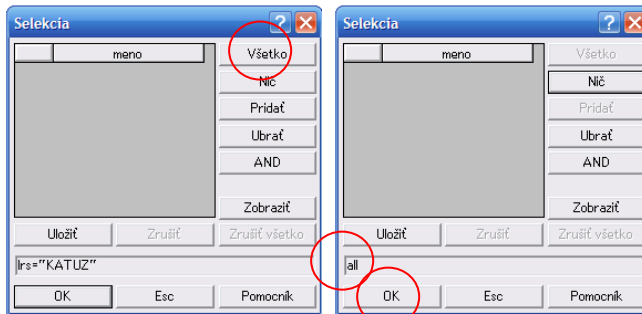 Selekcia
meno
Všetko
Nič
Pridať
Ubrať
AND
Zobraziť
Uložiť Zrušiť Zrušiť všetko
lrs="KATUZ"
OK Esc Pomocník
Selekcia
meno
Všetko
Nič
Pridať
Ubrať
AND
Zobraziť
Uložiť Zrušiť Zrušiť všetko
all
OK Esc Pomocník